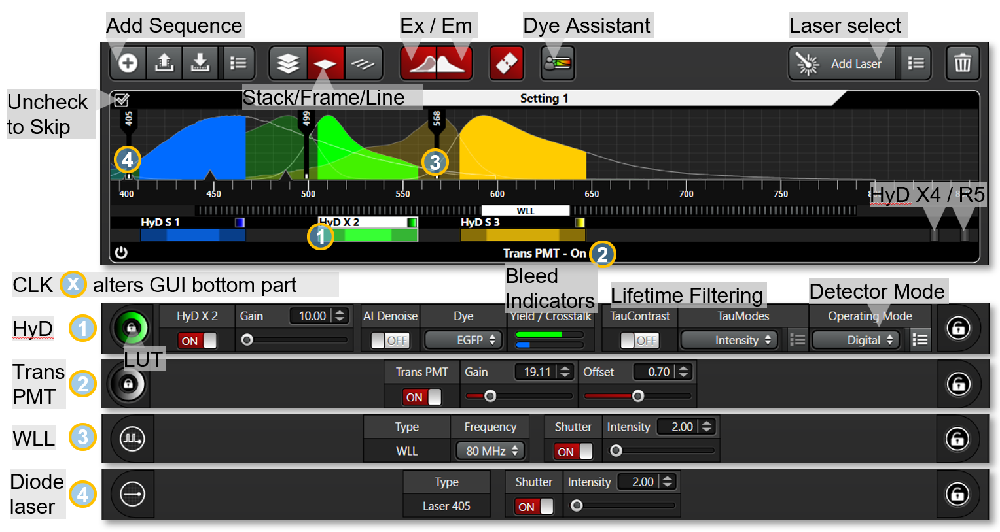 Add Sequence
Ex / Em
Dye Assistant
Laser select
Add Laser
Uncheck
to Skip
Stack/Frame/Line
Setting 1
405
499
568
4
3
400
450
500
550
600
650
700
750
HyD X4 / R5
WLL
HyD S 1
HyD X 2
HyD S 3
1
Trans PMT - On
2
CLK x alters GUI bottom part
Bleed
Indicators
Lifetime Filtering
Detector Mode
HyD 1
HyD X 2
Gain
10.00
AI Denoise
Dye
Yield / Crosstalk
TauContrast
TauModes
Operating Mode
ON
OFF
EGFP
OFF
Intensity
Digital
LUT
Trans
PMT
2
Trans PMT
Gain
19.11
Offset
0.70
ON
WLL 3
Type
Frequency
Shutter
Intensity
2.00
WLL
80 MHz
ON
Diode
laser
4
Type
Shutter
Intensity
2.00
Laser 405
ON